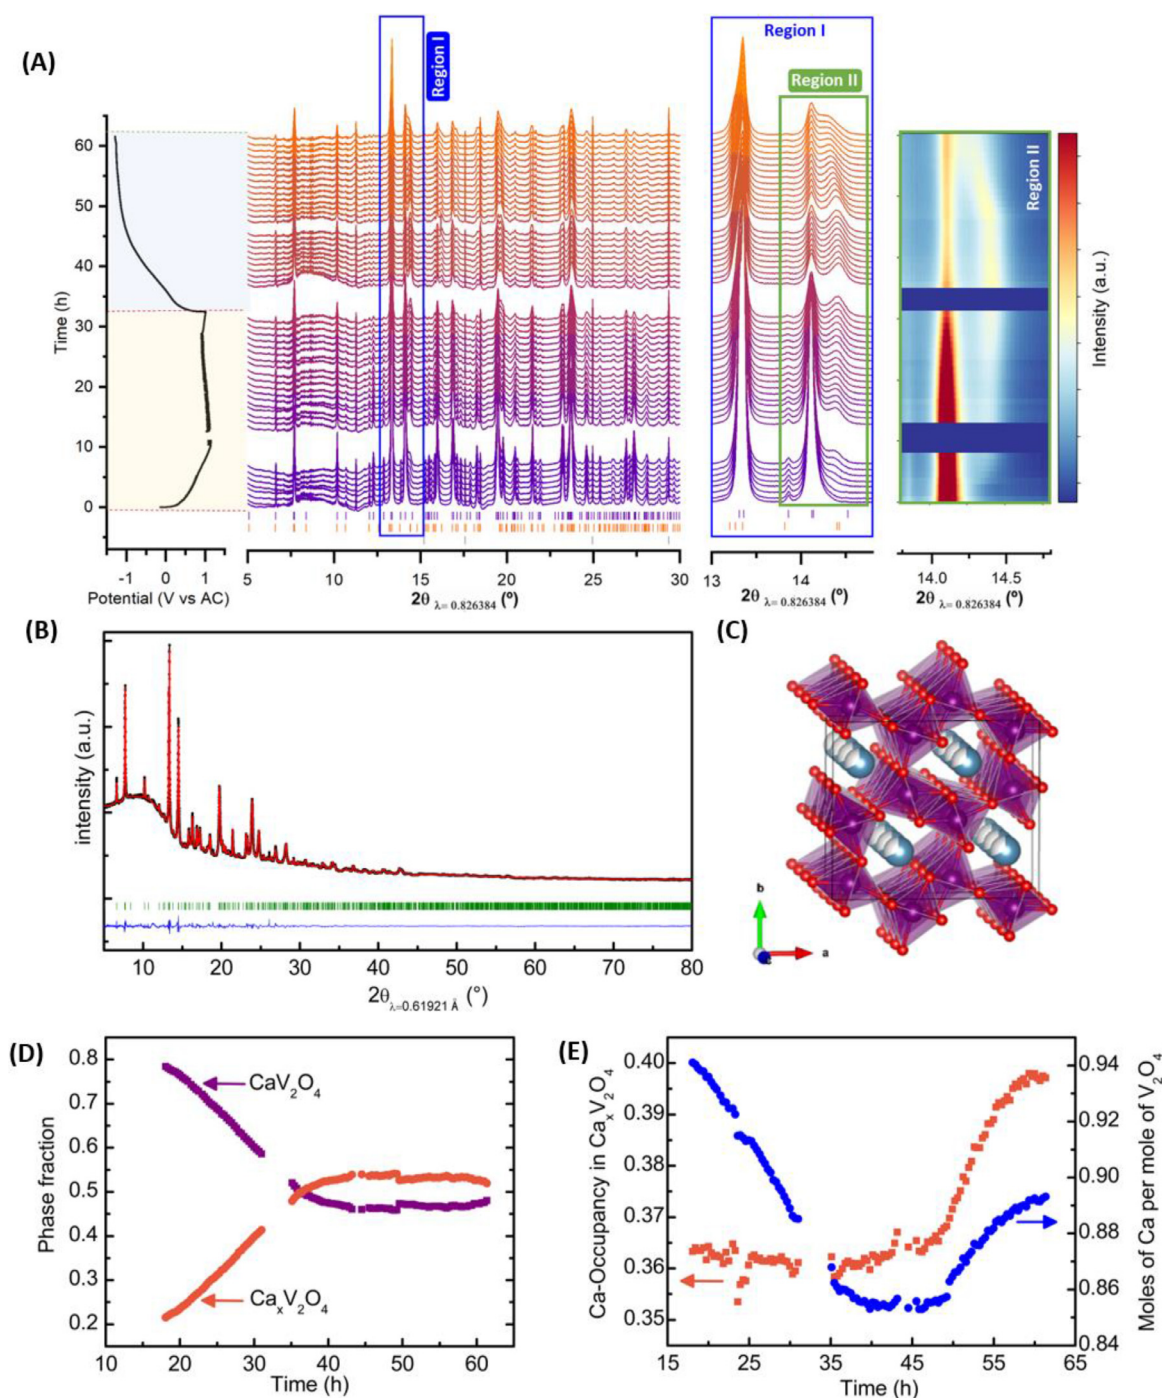 (A)
Region I
Region I
Region II
Region II
Time (h)
60
50
40
30
20
10
0
-1 0 1
Potential (V vs AC)
5 10 15 20 25 30
2θ λ= 0.826384 (º)
13 14
2θ λ= 0.826384 (º)
14.0 14.5
2θ λ= 0.826384 (º)
Intensity (a.u.)
(B)
intensity (a.u.)
10 20 30 40 50 60 70 80
2θ λ=0.61921 Å (°)
(C)
b
a
(D)
Phase fraction
0.8
0.7
0.6
0.5
0.4
0.3
0.2
CaV2O4
CaxV2O4
10 20 30 40 50 60
Time (h)
(E)
Ca-Occupancy in CaxV2O4
0.40
0.39
0.38
0.37
0.36
0.35
15 25 35 45 55 65
Time (h)
0.94
0.92
0.90
0.88
0.86
0.84
Moles of Ca per mole of V2O4